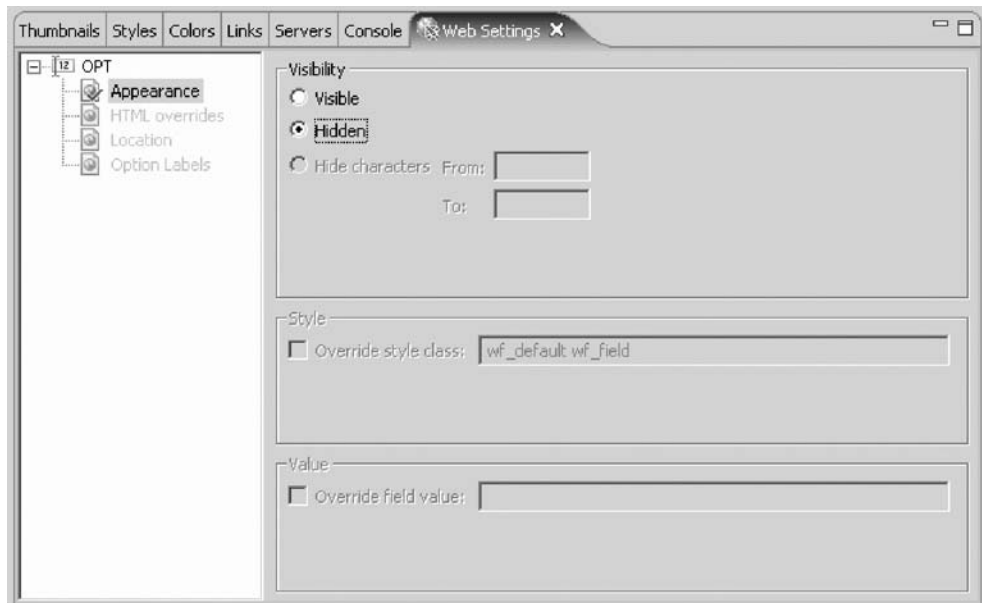 Thumbnails Styles Colors Links Servers Console Web Settings
OPT
Appearance
HTML overrides
Location
Option Labels
Visibility
Visible
Hidden
Hide characters From:
To:
Style
Override style class: wf_default wf_field
Value
Override field value: